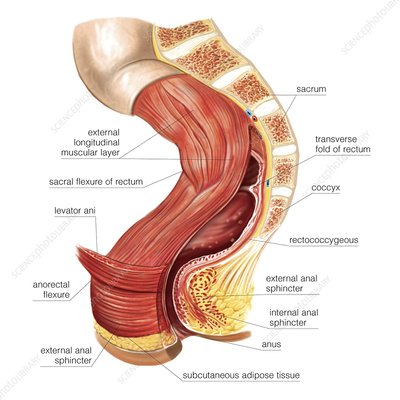 sacrum
external
longitudinal
muscular layer
transverse
fold of rectum
sacral flexure of rectum
coccyx
levator ani
rectococcygeous
anorectal
flexure
external anal
sphincter
internal anal
sphincter
anus
external anal
sphincter
subcutaneous adipose tissue
SCIENCEPHOTOLIBRARY